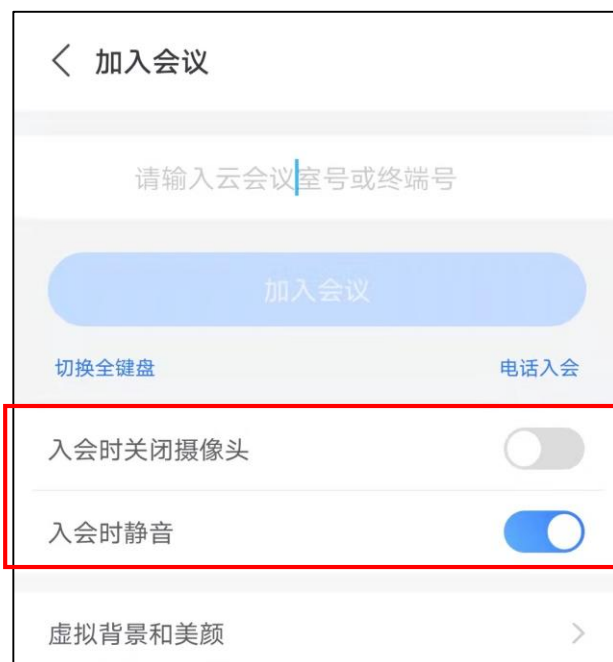 加入会议
请输入云会议室号或终端号
加入会议
切换全键盘 电话入会
入会时关闭摄像头
入会时静音
虚拟背景和美颜